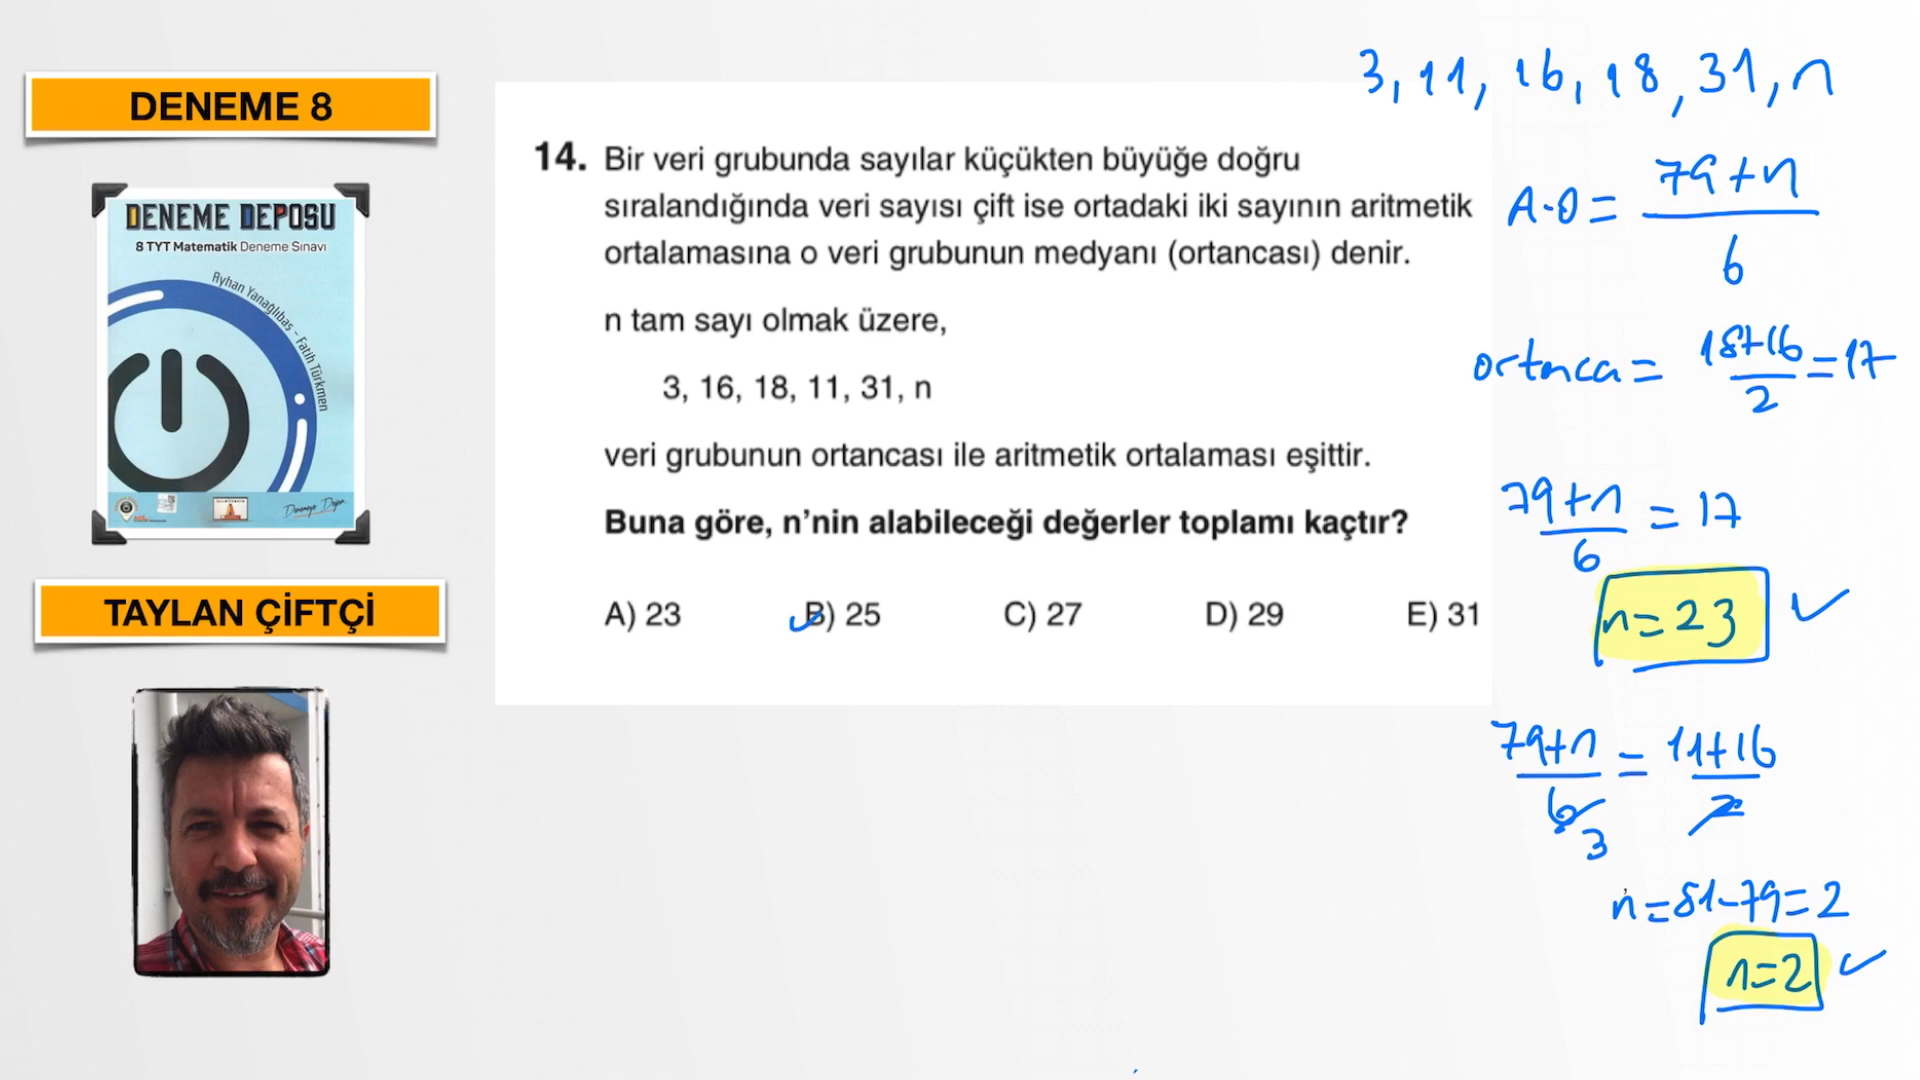 DENEME 8
DENEME DEPOSU
8 TYT Matematik Deneme Sınavı
Ayhan Yanağlıbaş - Fatih Türkmen
TAYLAN ÇİFTÇİ
14. Bir veri grubunda sayılar küçükten büyüğe doğru
sıralandığında veri sayısı çift ise ortadaki iki sayının aritmetik
ortalamasına o veri grubunun medyanı (ortancası) denir.
n tam sayı olmak üzere,
3, 16, 18, 11, 31, n
veri grubunun ortancası ile aritmetik ortalaması eşittir.
Buna göre, n’nin alabileceği değerler toplamı kaçtır?
A) 23 B) 25 C) 27 D) 29 E) 31
3, 11, 16, 18, 31, n
A.O = 79+n
6
ortanca = 18+16 = 17
2
79+n = 17
6
n=23
79+n = 11+16
6 2
3
n=81-79=2
n=2